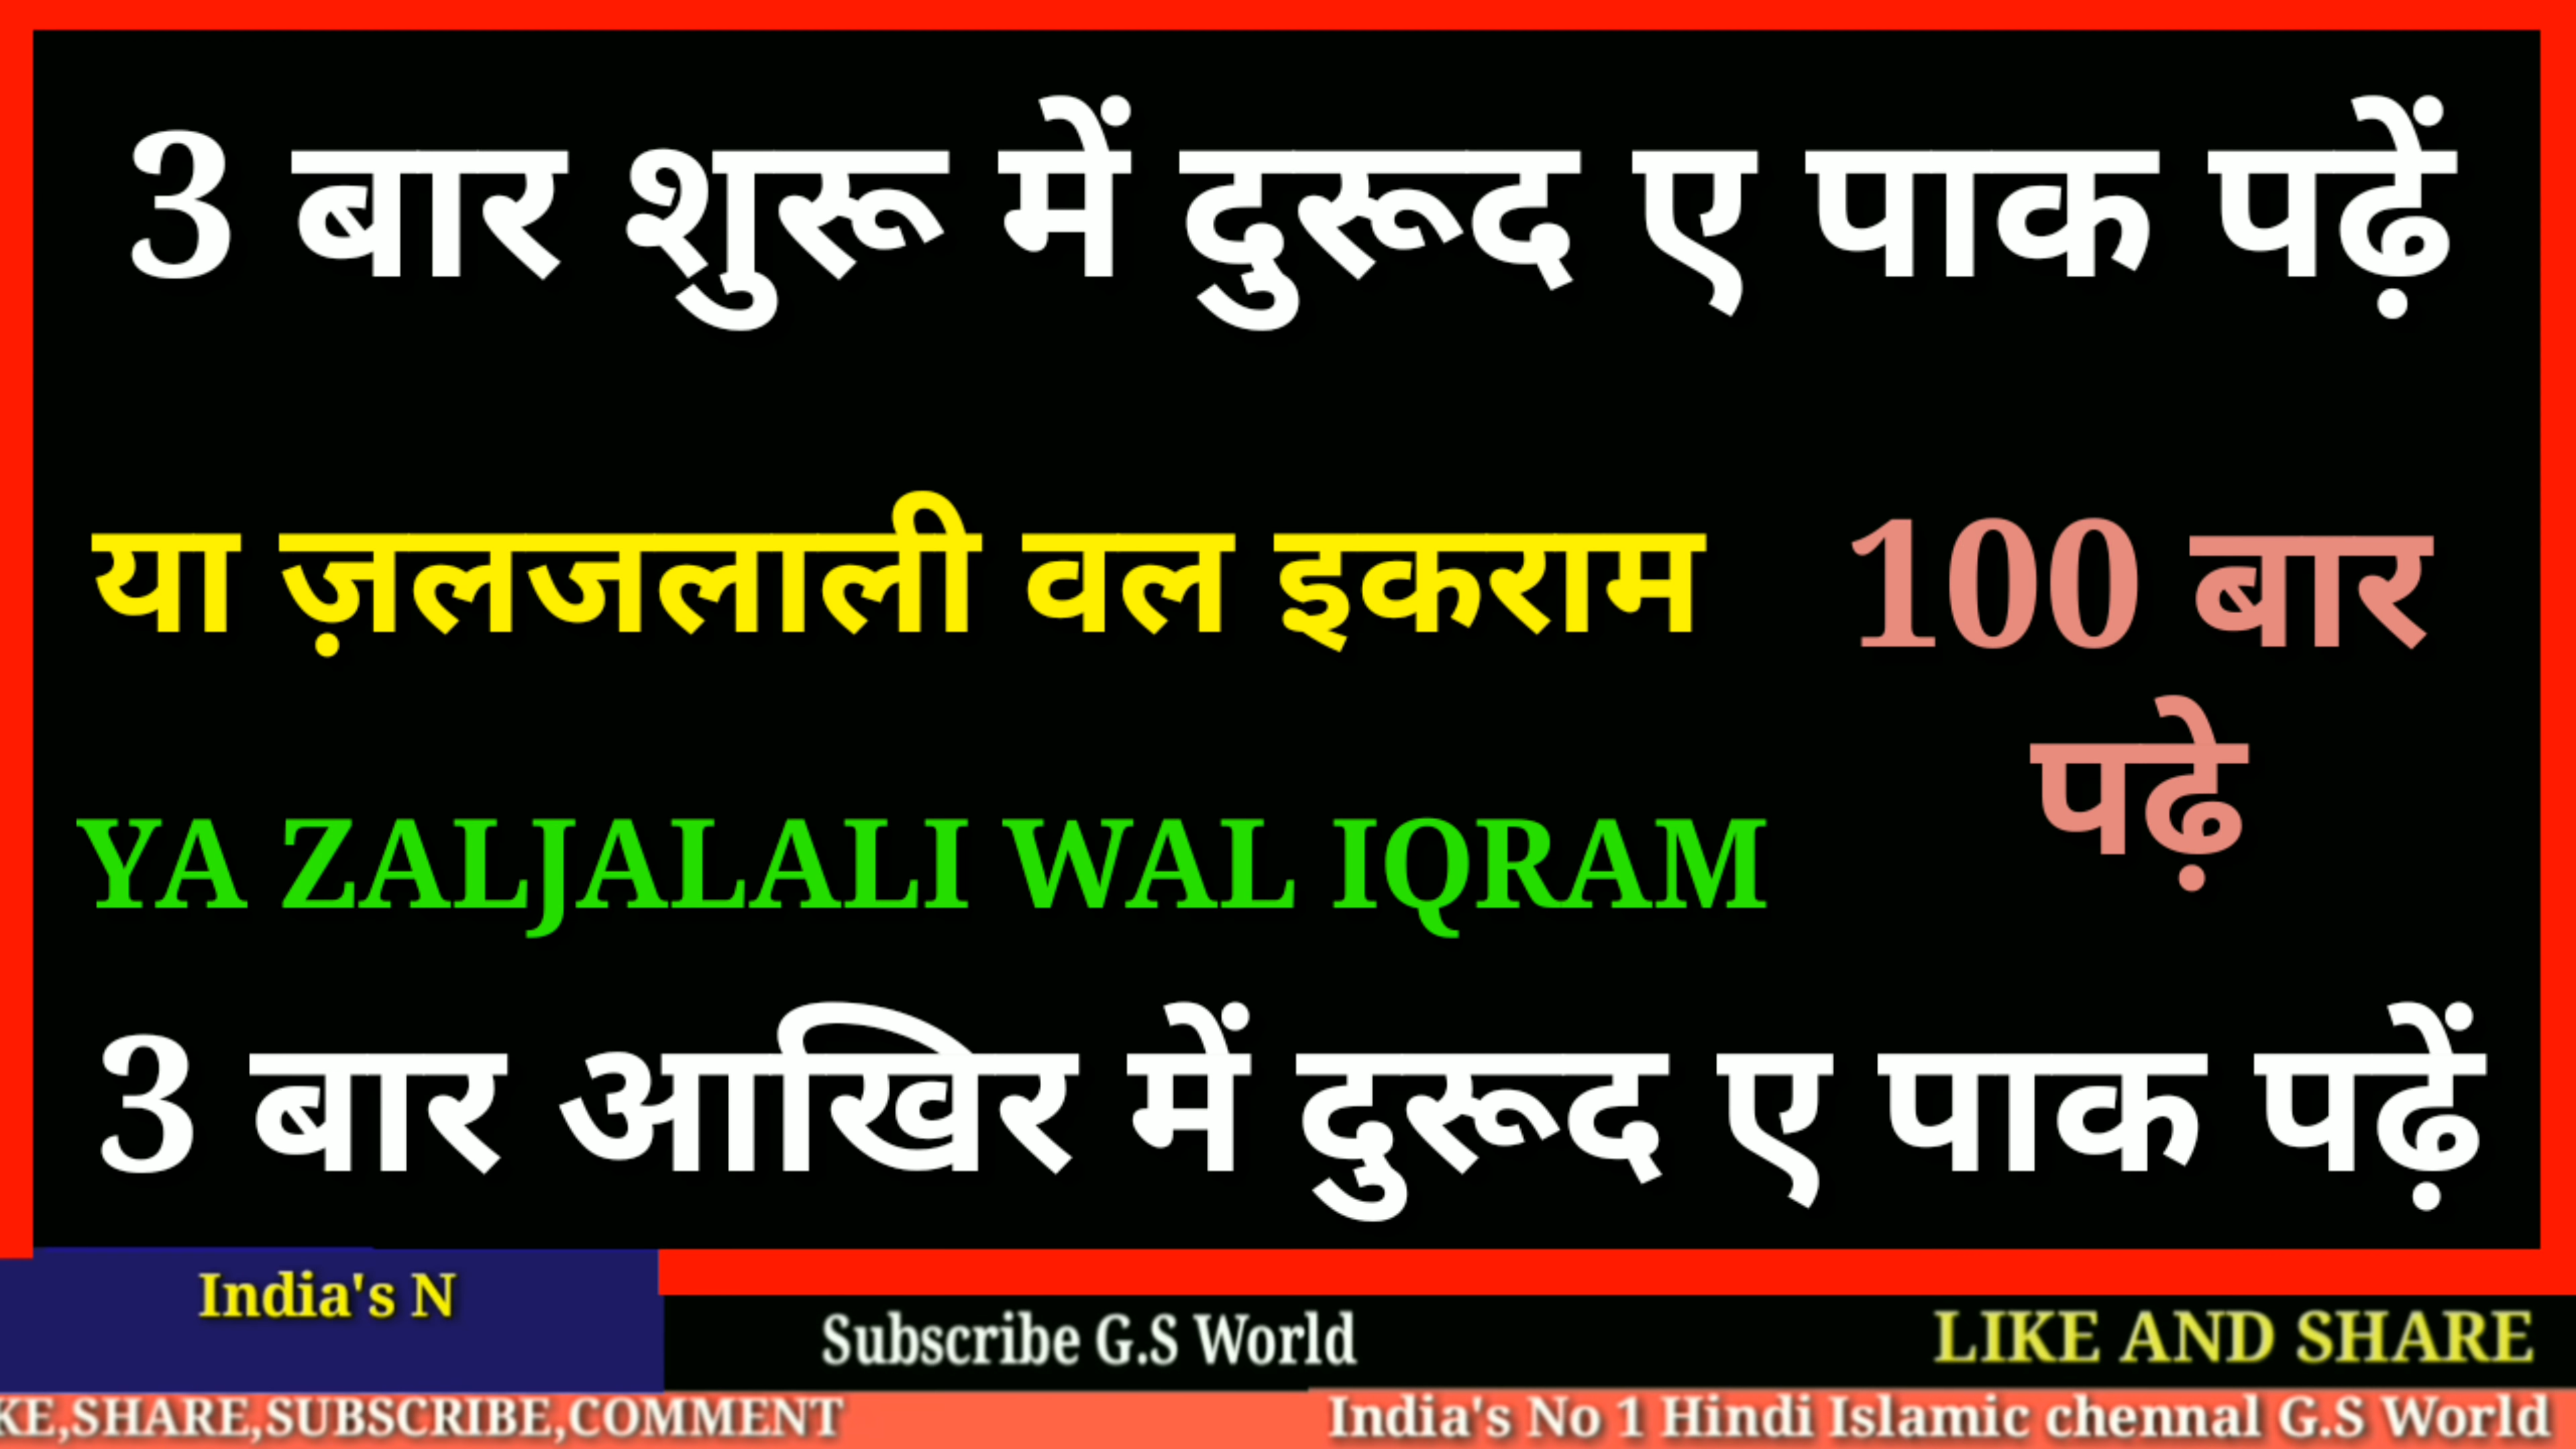 3 बार शुरू में दुरूद ए पाक पढ़ें
या ज़लजलाली वल इकराम
100 बार
पढ़े
YA ZALJALALI WAL IQRAM
3 बार आखिर में दुरूद ए पाक पढ़ें
India's N
Subscribe G.S World
LIKE AND SHARE
KE,SHARE,SUBSCRIBE,COMMENT
India's No 1 Hindi Islamic chennal G.S World